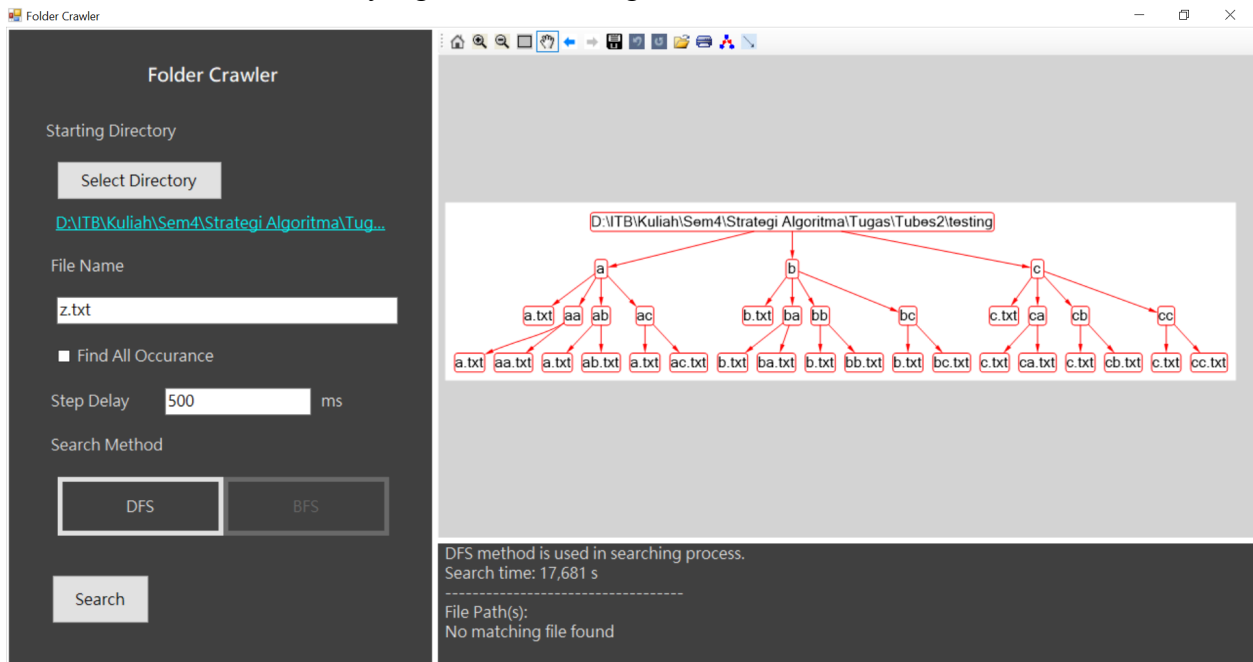 Folder Crawler
Folder Crawler
Starting Directory
Select Directory
D:\ITB\Kuliah\Sem4\Strategi Algoritma\Tug...
File Name
z.txt
Find All Occurance
Step Delay 500 ms
Search Method
DFS BFS
Search
D:\ITB\Kuliah\Sem4\Strategi Algoritma\Tugas\Tubes2\testing
a b c
a.txt aa ab ac b.txt ba bb bc c.txt ca cb cc
a.txt aa.txt a.txt ab.txt a.txt ac.txt b.txt ba.txt b.txt bb.txt b.txt bc.txt c.txt ca.txt c.txt cb.txt c.txt cc.txt
DFS method is used in searching process.
Search time: 17,681 s
-----------------------------------
File Path(s):
No matching file found